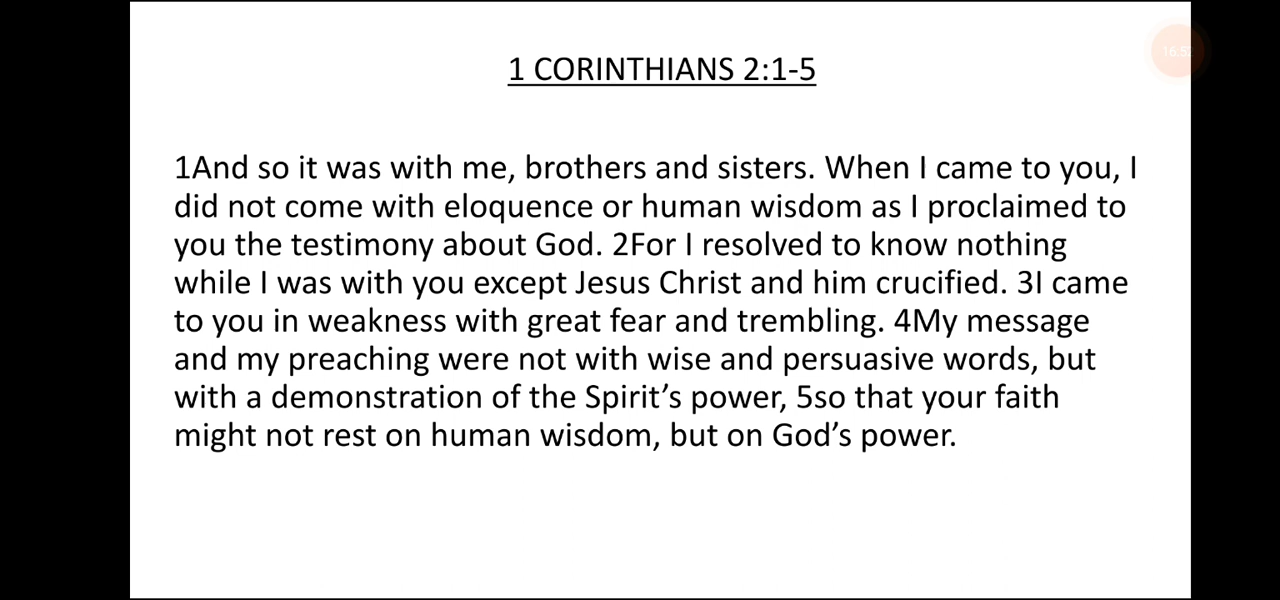 1 CORINTHIANS 2:1-5
1And so it was with me, brothers and sisters. When I came to you, I
did not come with eloquence or human wisdom as I proclaimed to
you the testimony about God. 2For I resolved to know nothing
while I was with you except Jesus Christ and him crucified. 3I came
to you in weakness with great fear and trembling. 4My message
and my preaching were not with wise and persuasive words, but
with a demonstration of the Spirit’s power, 5so that your faith
might not rest on human wisdom, but on God’s power.